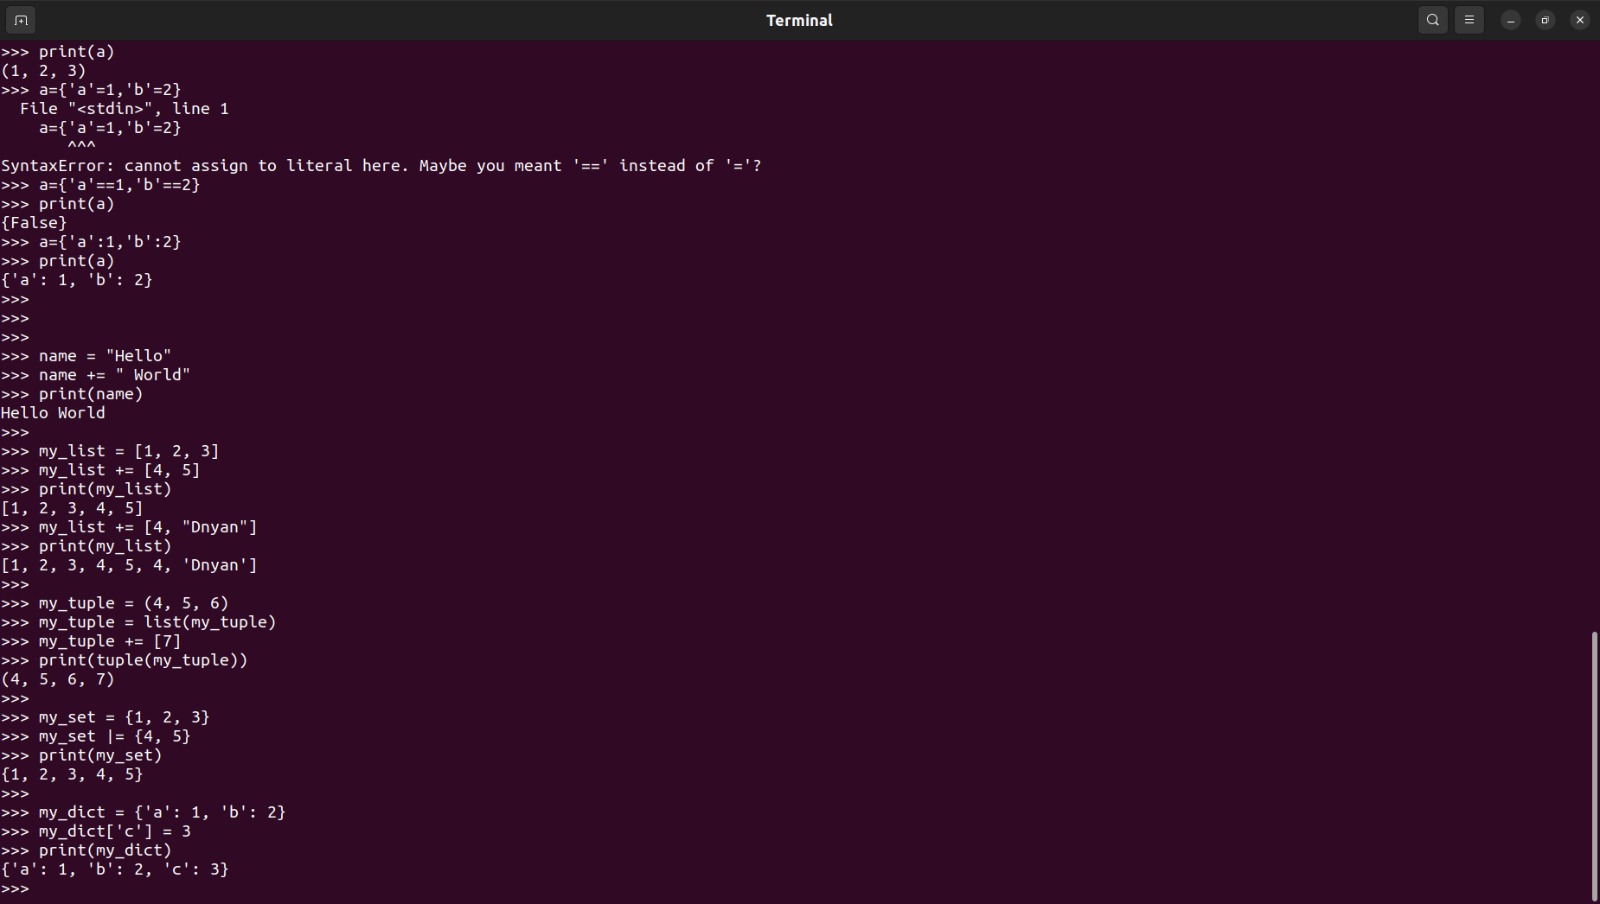 Terminal
>>> print(a)
(1, 2, 3)
>>> a={'a'=1,'b'=2}
  File "<stdin>", line 1
    a={'a'=1,'b'=2}
       ^^^
SyntaxError: cannot assign to literal here. Maybe you meant '==' instead of '='?
>>> a={'a'==1,'b'==2}
>>> print(a)
{False}
>>> a={'a':1,'b':2}
>>> print(a)
{'a': 1, 'b': 2}
>>>
>>>
>>>
>>> name = "Hello"
>>> name += " World"
>>> print(name)
Hello World
>>>
>>> my_list = [1, 2, 3]
>>> my_list += [4, 5]
>>> print(my_list)
[1, 2, 3, 4, 5]
>>> my_list += [4, "Dnyan"]
>>> print(my_list)
[1, 2, 3, 4, 5, 4, 'Dnyan']
>>>
>>> my_tuple = (4, 5, 6)
>>> my_tuple = list(my_tuple)
>>> my_tuple += [7]
>>> print(tuple(my_tuple))
(4, 5, 6, 7)
>>>
>>> my_set = {1, 2, 3}
>>> my_set |= {4, 5}
>>> print(my_set)
{1, 2, 3, 4, 5}
>>>
>>> my_dict = {'a': 1, 'b': 2}
>>> my_dict['c'] = 3
>>> print(my_dict)
{'a': 1, 'b': 2, 'c': 3}
>>>